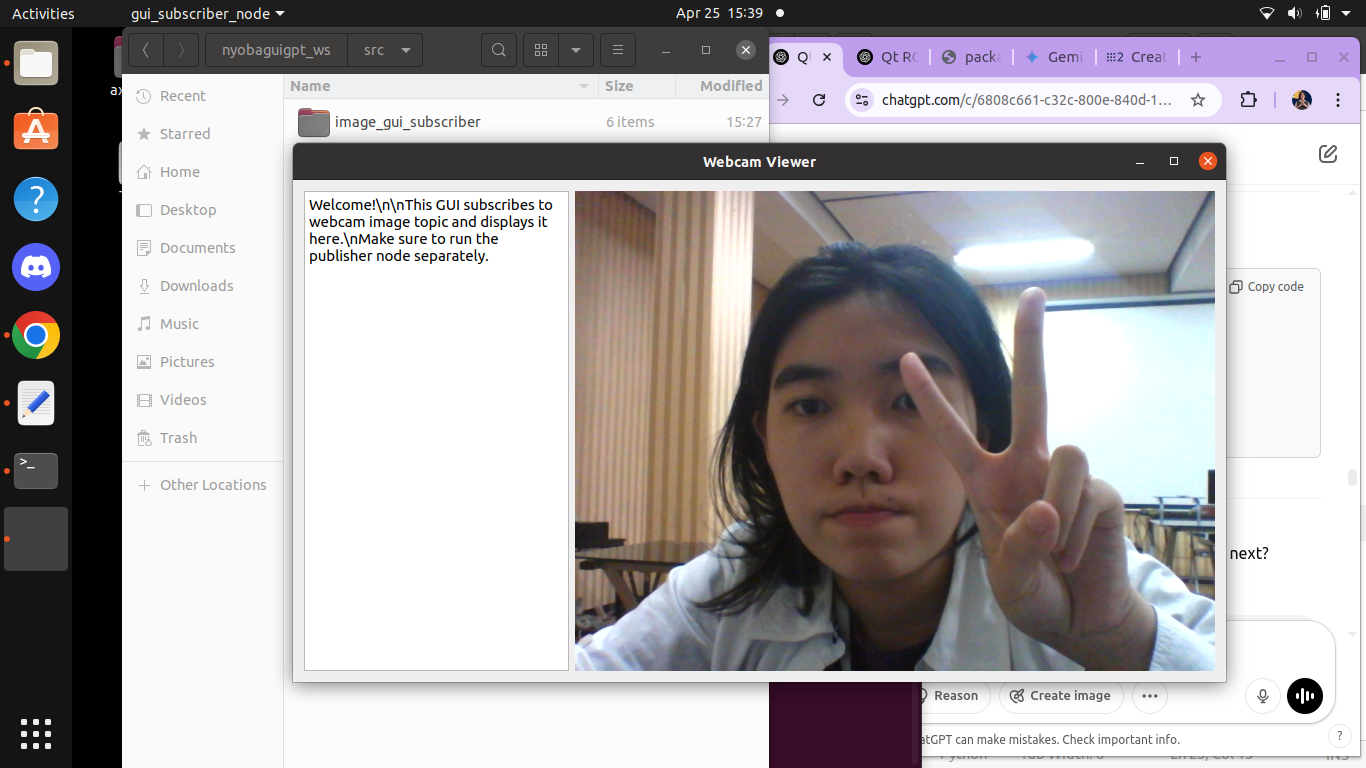 Activities
gui_subscriber_node
Apr 25 15:39
nyobaguigpt_ws
src
Name
Size
Modified
Recent
Starred
Home
Desktop
Documents
Downloads
Music
Pictures
Videos
Trash
Other Locations
image_gui_subscriber
6 items
15:27
Qt RO
packa
Gemi
Creat
chatgpt.com/c/6808c661-c32c-800e-840d-1...
Webcam Viewer
Welcome!\n\nThis GUI subscribes to
webcam image topic and displays it
here.\nMake sure to run the
publisher node separately.
Copy code
next?
Reason
Create image
atGPT can make mistakes. Check important info.
?